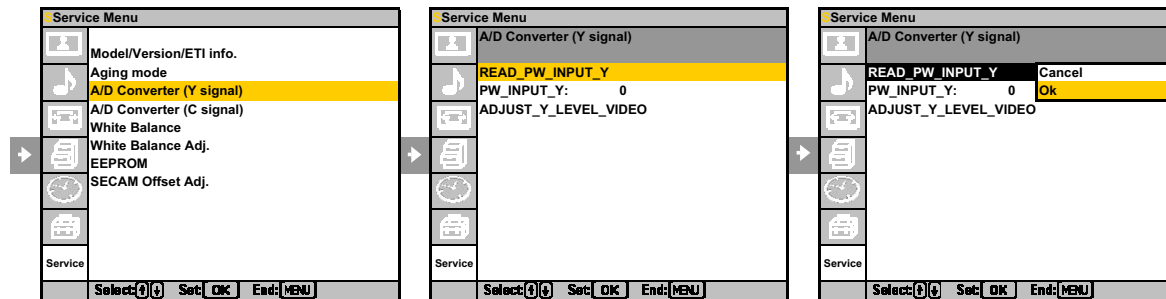 Service Menu
Model/Version/ETI info.
Aging mode
A/D Converter (Y signal)
A/D Converter (C signal)
White Balance
White Balance Adj.
EEPROM
SECAM Offset Adj.
Service
Select: Set: OK End: MENU
Service Menu
A/D Converter (Y signal)
READ_PW_INPUT_Y
PW_INPUT_Y: 0
ADJUST_Y_LEVEL_VIDEO
Service
Select: Set: OK End: MENU
Service Menu
A/D Converter (Y signal)
READ_PW_INPUT_Y Cancel
PW_INPUT_Y: 0 Ok
ADJUST_Y_LEVEL_VIDEO
Service
Select: Set: OK End: MENU